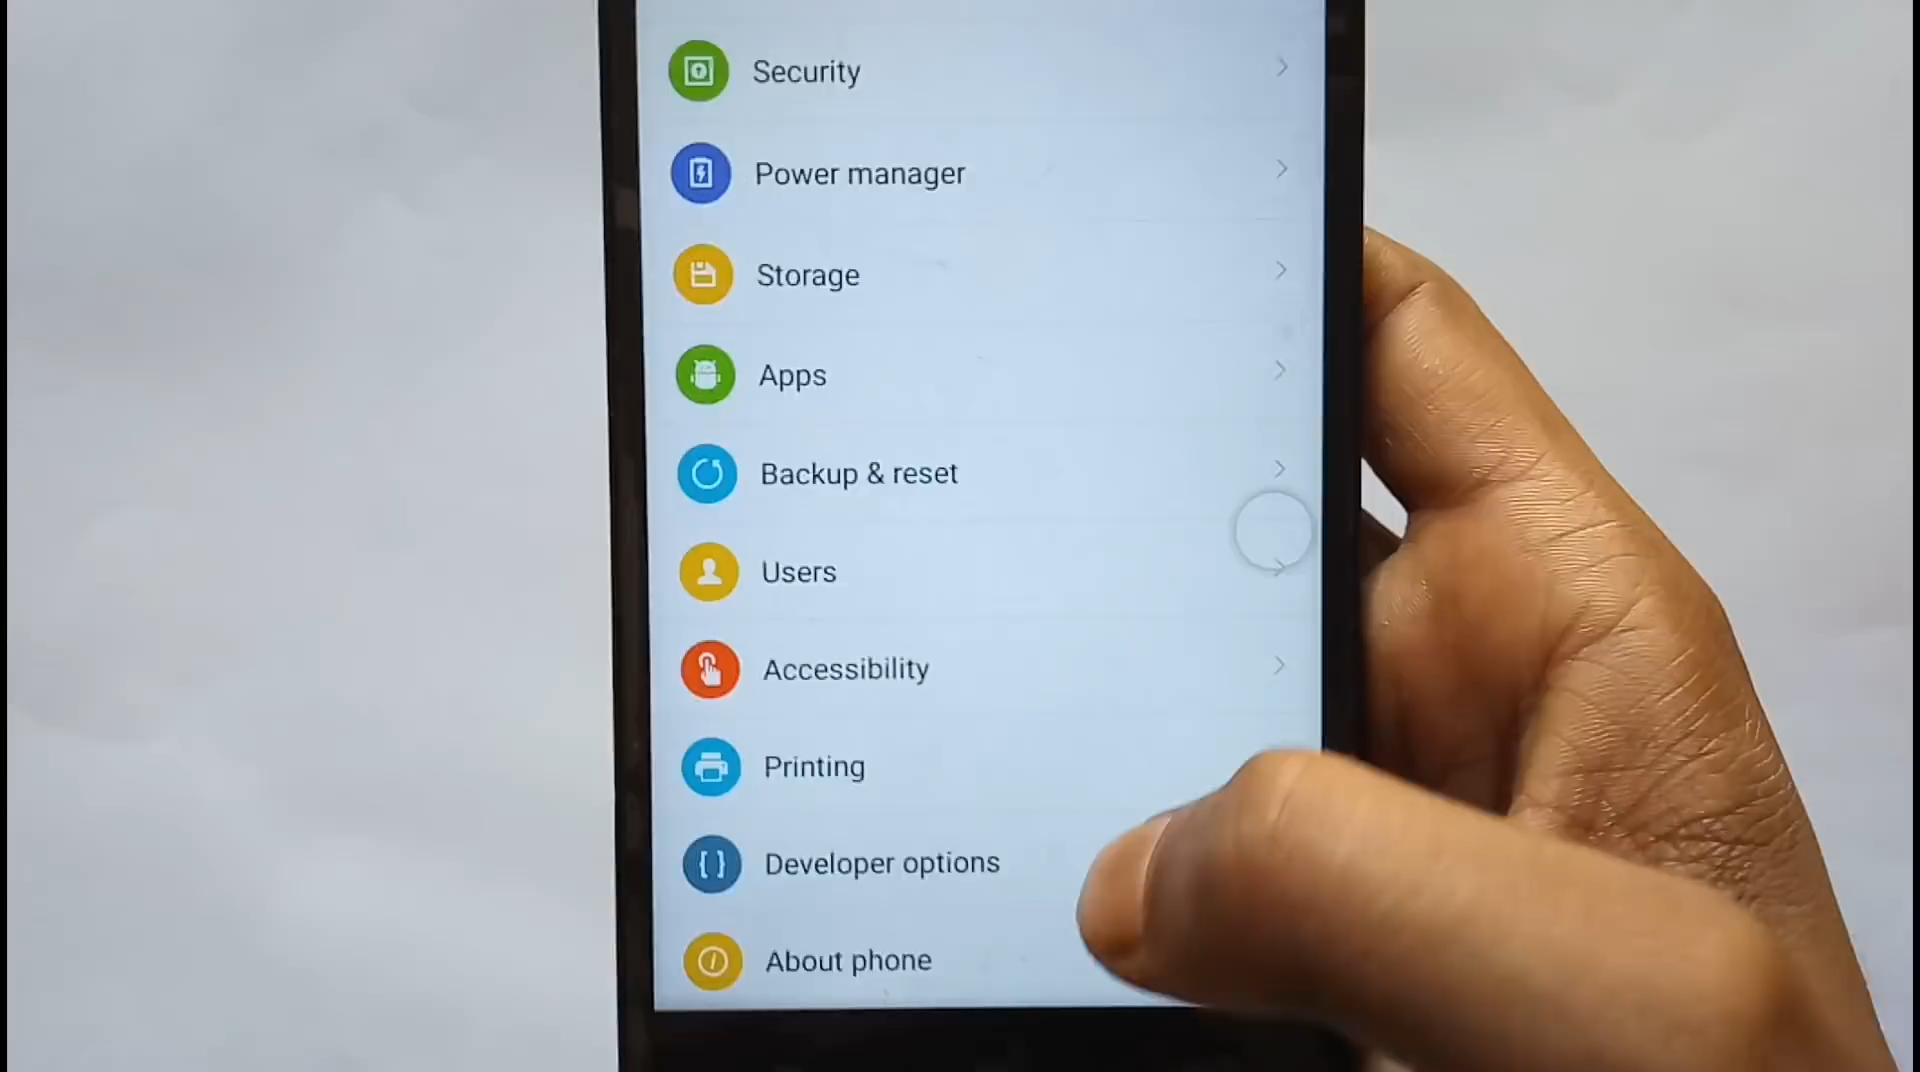 Security
Power manager
Storage
Apps
Backup & reset
Users
Accessibility
Printing
Developer options
About phone